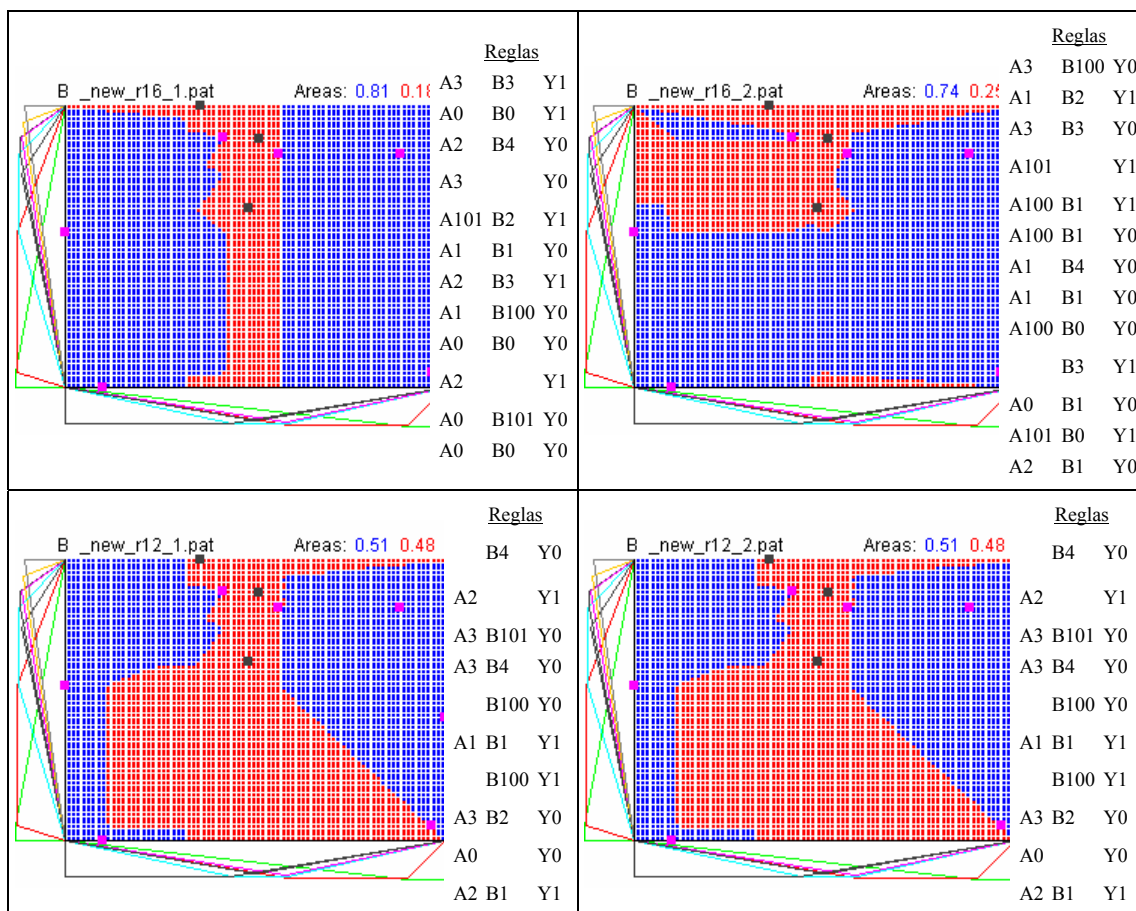 Reglas
B _new_r16_1.pat Areas: 0.81 0.18
A3 B3 Y1
A0 B0 Y1
A2 B4 Y0
A3 Y0
A101 B2 Y1
A1 B1 Y0
A2 B3 Y1
A1 B100 Y0
A0 B0 Y0
A2 Y1
A0 B101 Y0
A0 B0 Y0
Reglas
B _new_r16_2.pat Areas: 0.74
A3 B100 Y0
A1 B2 Y1
A3 B3 Y0
A101 Y1
A100 B1 Y1
A100 B1 Y0
A1 B4 Y0
A1 B1 Y0
A100 B0 Y0
B3 Y1
A0 B1 Y0
A101 B0 Y1
A2 B1 Y0
Reglas
B _new_r12_1.pat Areas: 0.51 0.48
B4 Y0
A2 Y1
A3 B101 Y0
A3 B4 Y0
B100 Y0
A1 B1 Y1
B100 Y1
A3 B2 Y0
A0 Y0
A2 B1 Y1
Reglas
B _new_r12_2.pat Areas: 0.51 0.48
B4 Y0
A2 Y1
A3 B101 Y0
A3 B4 Y0
B100 Y0
A1 B1 Y1
B100 Y1
A3 B2 Y0
A0 Y0
A2 B1 Y1